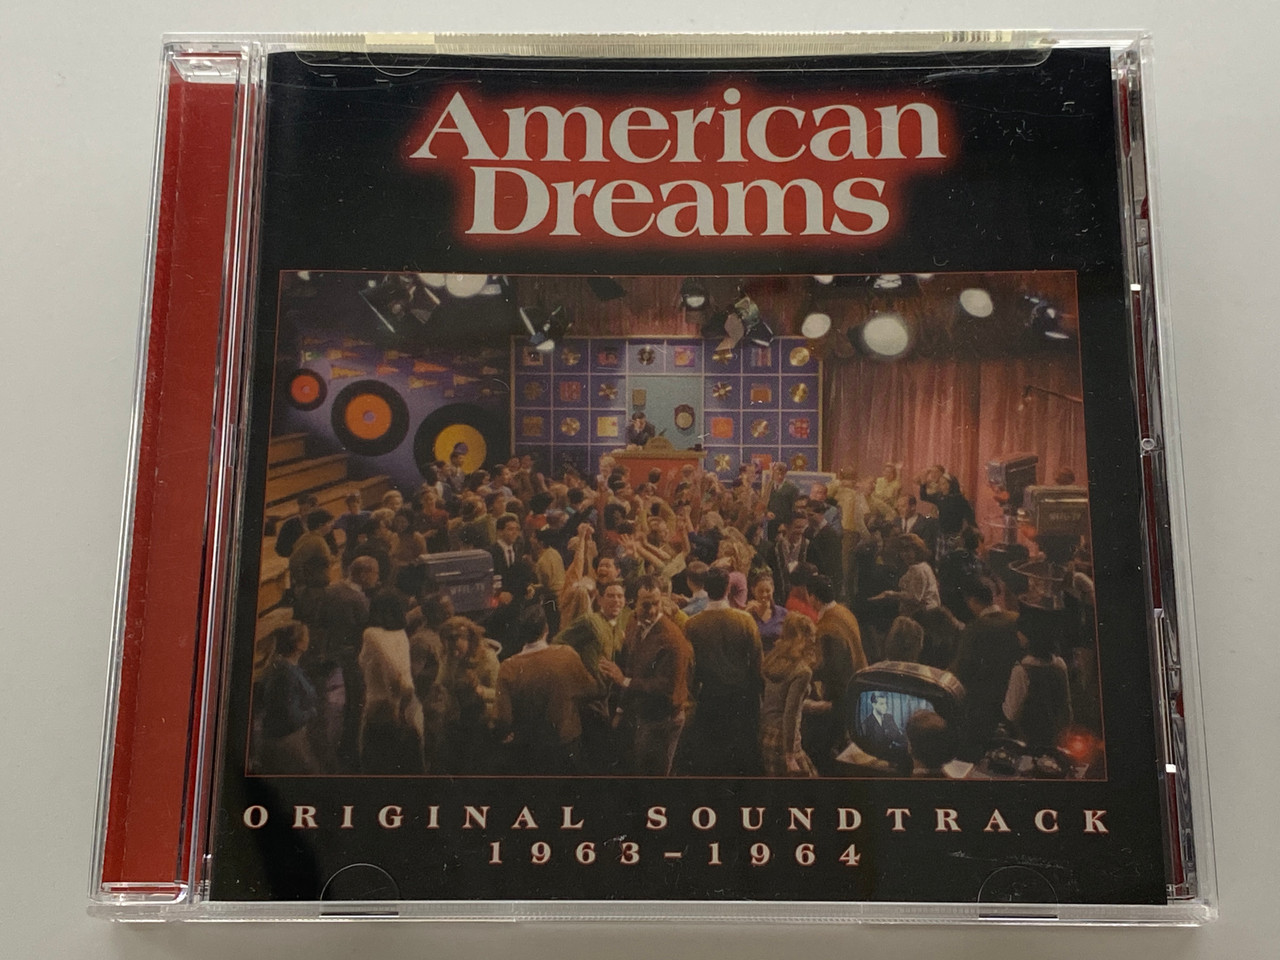 American
Dreams
ORIGINAL SOUNDTRACK
1963–1964